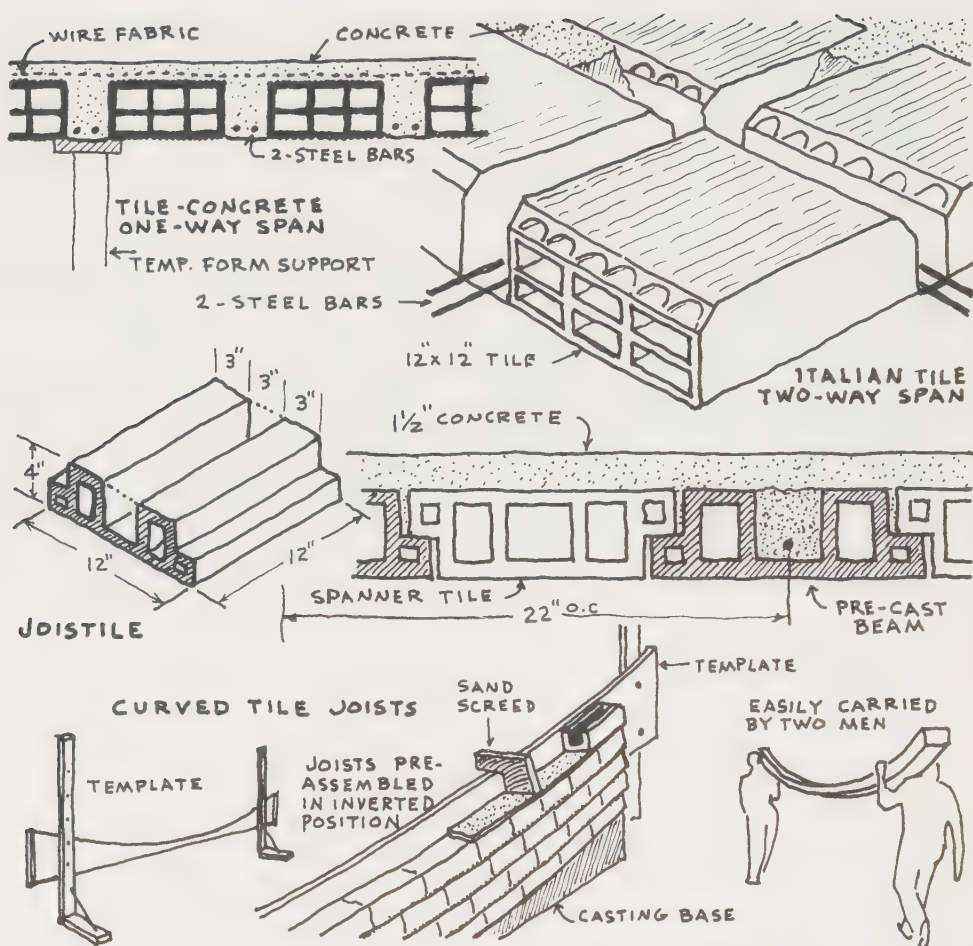 WIRE FABRIC
CONCRETE
2-STEEL BARS
TILE-CONCRETE
ONE-WAY SPAN
TEMP. FORM SUPPORT
2-STEEL BARS
12"x 12" TILE
ITALIAN TILE
TWO-WAY SPAN
3"
3"
3"
4"
12"
12"
JOISTILE
1½" CONCRETE
SPANNER TILE
22" O.C
PRE-CAST
BEAM
CURVED TILE JOISTS
TEMPLATE
JOISTS PRE-
ASSEMBLED
IN INVERTED
POSITION
SAND
SCREED
TEMPLATE
CASTING BASE
EASILY CARRIED
BY TWO MEN